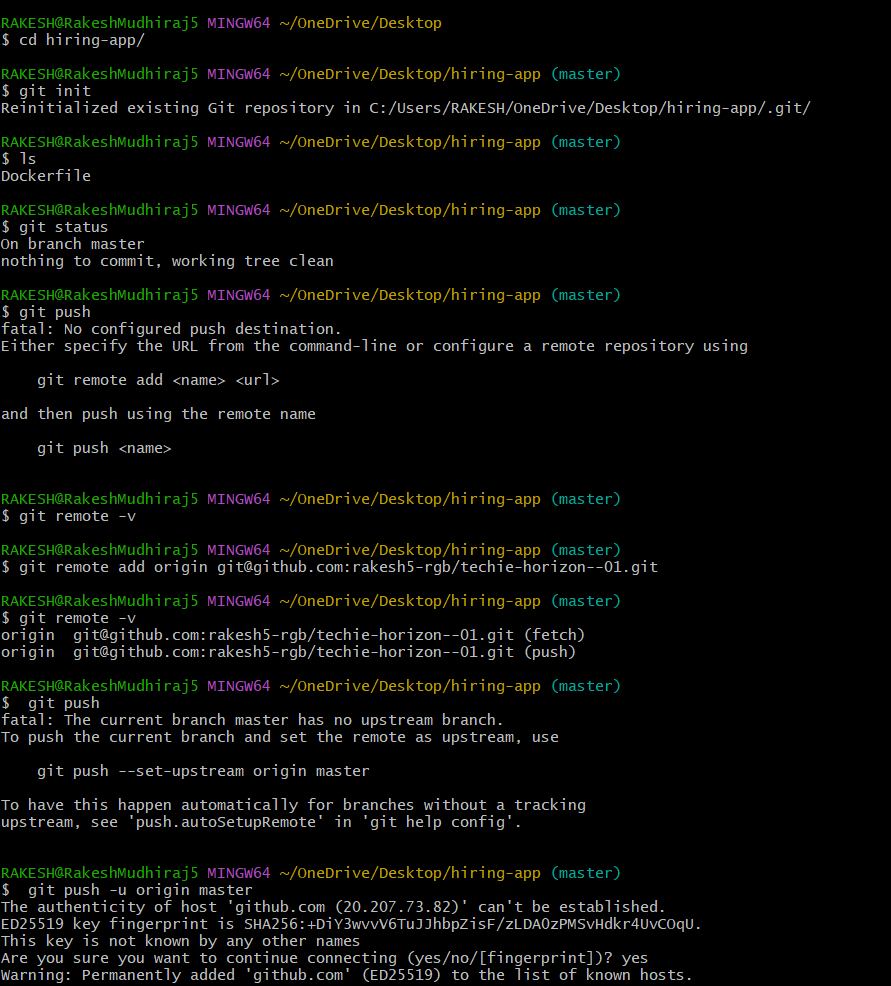 RAKESH@RakeshMudhiraj5 MINGW64 ~/OneDrive/Desktop
$ cd hiring-app/
RAKESH@RakeshMudhiraj5 MINGW64 ~/OneDrive/Desktop/hiring-app (master)
$ git init
Reinitialized existing Git repository in C:/Users/RAKESH/OneDrive/Desktop/hiring-app/.git/
RAKESH@RakeshMudhiraj5 MINGW64 ~/OneDrive/Desktop/hiring-app (master)
$ ls
Dockerfile
RAKESH@RakeshMudhiraj5 MINGW64 ~/OneDrive/Desktop/hiring-app (master)
$ git status
On branch master
nothing to commit, working tree clean
RAKESH@RakeshMudhiraj5 MINGW64 ~/OneDrive/Desktop/hiring-app (master)
$ git push
fatal: No configured push destination.
Either specify the URL from the command-line or configure a remote repository using
    git remote add <name> <url>
and then push using the remote name
    git push <name>
RAKESH@RakeshMudhiraj5 MINGW64 ~/OneDrive/Desktop/hiring-app (master)
$ git remote -v
RAKESH@RakeshMudhiraj5 MINGW64 ~/OneDrive/Desktop/hiring-app (master)
$ git remote add origin git@github.com:rakesh5-rgb/techie-horizon--01.git
RAKESH@RakeshMudhiraj5 MINGW64 ~/OneDrive/Desktop/hiring-app (master)
$ git remote -v
origin  git@github.com:rakesh5-rgb/techie-horizon--01.git (fetch)
origin  git@github.com:rakesh5-rgb/techie-horizon--01.git (push)
RAKESH@RakeshMudhiraj5 MINGW64 ~/OneDrive/Desktop/hiring-app (master)
$  git push
fatal: The current branch master has no upstream branch.
To push the current branch and set the remote as upstream, use
    git push --set-upstream origin master
To have this happen automatically for branches without a tracking
upstream, see 'push.autoSetupRemote' in 'git help config'.
RAKESH@RakeshMudhiraj5 MINGW64 ~/OneDrive/Desktop/hiring-app (master)
$  git push -u origin master
The authenticity of host 'github.com (20.207.73.82)' can't be established.
ED25519 key fingerprint is SHA256:+DiY3wvvV6TuJJhbpZisF/zLDA0zPMSvHdkr4UvCOqU.
This key is not known by any other names
Are you sure you want to continue connecting (yes/no/[fingerprint])? yes
Warning: Permanently added 'github.com' (ED25519) to the list of known hosts.